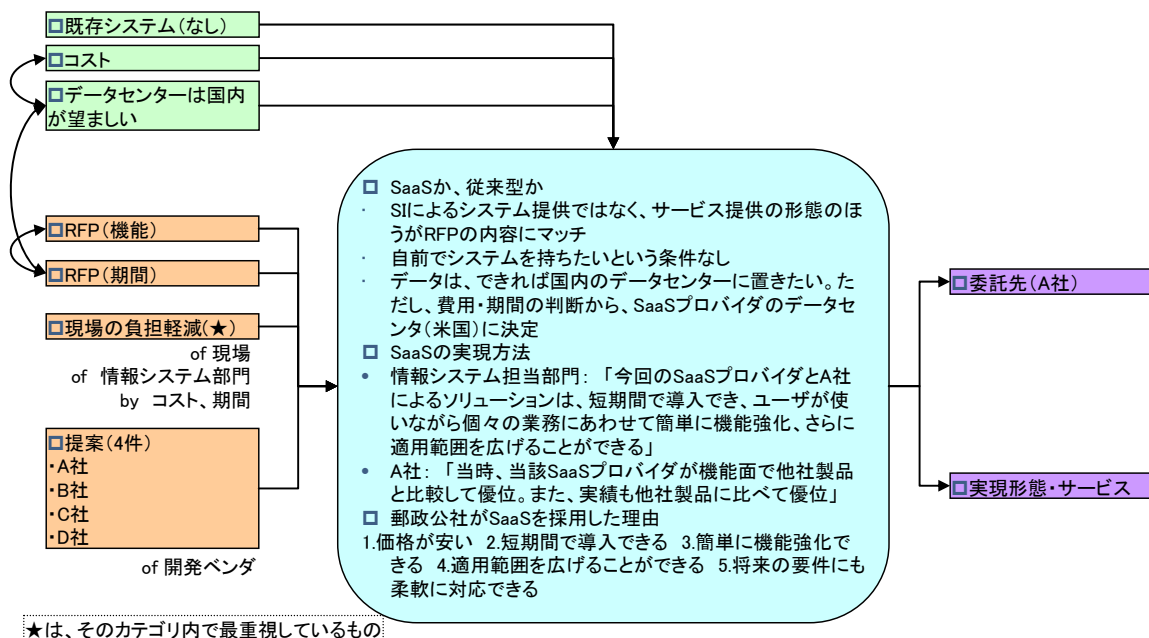 □既存システム(なし)
□コスト
□データセンターは国内
が望ましい
□RFP(機能)
□RFP(期間)
□現場の負担軽減(★)
of 現場
of 情報システム部門
by コスト、期間
□提案(4件)
・A社
・B社
・C社
・D社
of 開発ベンダ
★は、そのカテゴリ内で最重視しているもの
□ SaaSか、従来型か
・ SIによるシステム提供ではなく、サービス提供の形態のほ
うがRFPの内容にマッチ
・ 自前でシステムを持ちたいという条件なし
・ データは、できれば国内のデータセンターに置きたい。た
だし、費用・期間の判断から、SaaSプロバイダのデータセ
ンタ(米国)に決定
□ SaaSの実現方法
• 情報システム担当部門: 「今回のSaaSプロバイダとA社
によるソリューションは、短期間で導入でき、ユーザが使
いながら個々の業務にあわせて簡単に機能強化、さらに
適用範囲を広げることができる」
• A社: 「当時、当該SaaSプロバイダが機能面で他社製品
と比較して優位。また、実績も他社製品に比べて優位」
□ 郵政公社がSaaSを採用した理由
1.価格が安い 2.短期間で導入できる 3.簡単に機能強化で
きる 4.適用範囲を広げることができる 5.将来の要件にも
柔軟に対応できる
□委託先(A社)
□実現形態・サービス